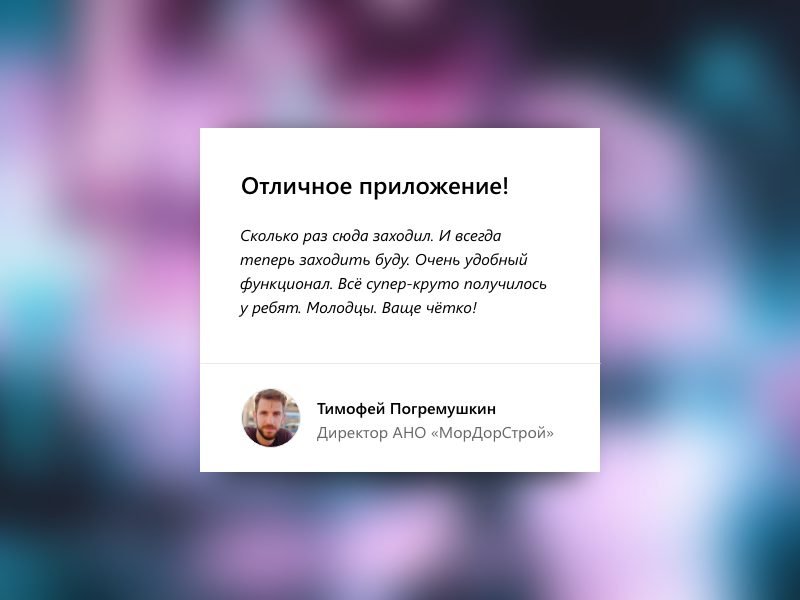 Отличное приложение!
Сколько раз сюда заходил. И всегда
теперь заходить буду. Очень удобный
функционал. Всё супер-круто получилось
у ребят. Молодцы. Ваще чётко!
Тимофей Погремушкин
Директор АНО «МорДорСтрой»